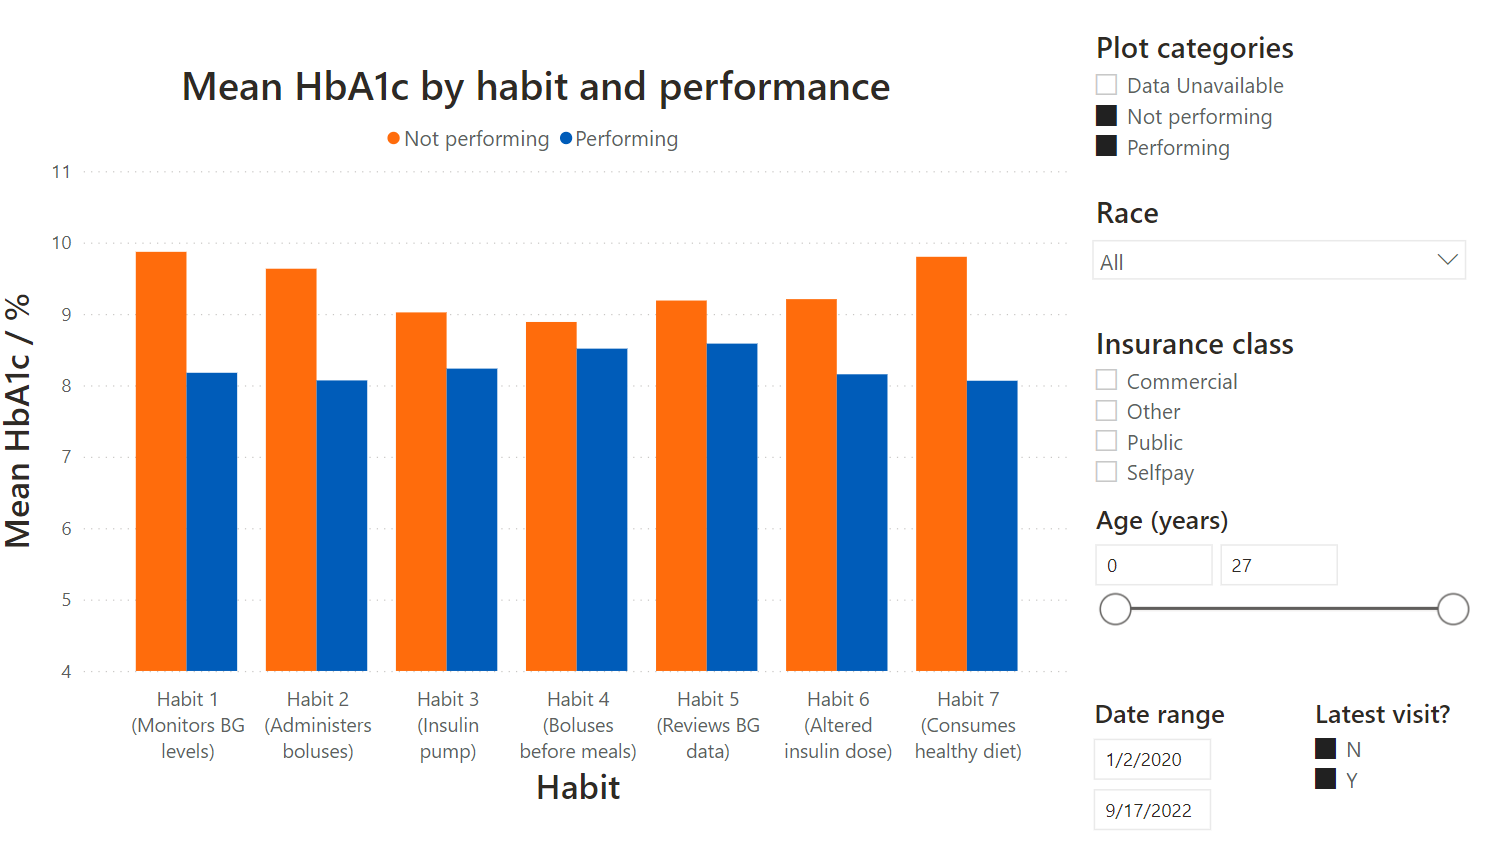 Mean HbA1c by habit and performance
Not performing Performing
11
10
9
8
7
6
5
4
Mean HbA1c / %
Habit 1
(Monitors BG
levels)
Habit 2
(Administers
boluses)
Habit 3
(Insulin
pump)
Habit 4
(Boluses
before meals)
Habit 5
(Reviews BG
data)
Habit 6
(Altered
insulin dose)
Habit 7
(Consumes
healthy diet)
Habit
Plot categories
Data Unavailable
Not performing
Performing
Race
All
Insurance class
Commercial
Other
Public
Selfpay
Age (years)
0 27
Date range
1/2/2020
9/17/2022
Latest visit?
N
Y